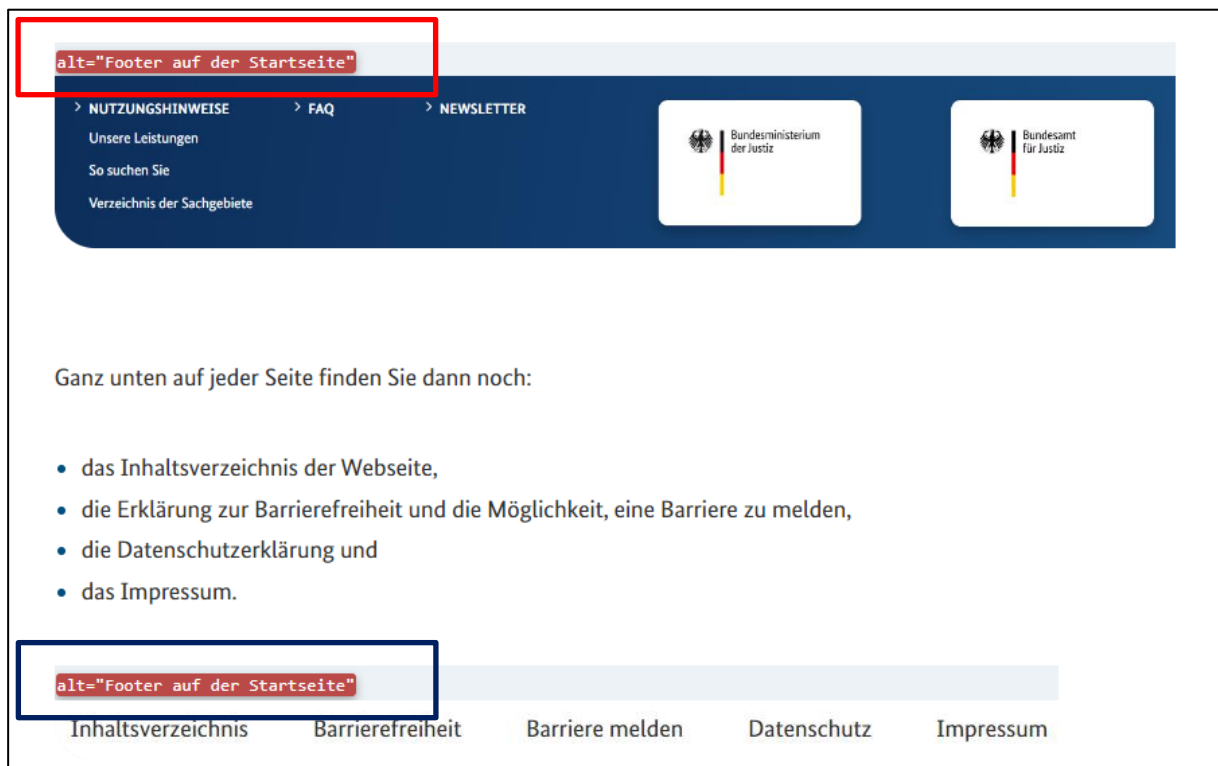 alt="Footer auf der Startseite"
> NUTZUNGSHINWEISE > FAQ > NEWSLETTER
Unsere Leistungen
So suchen Sie
Verzeichnis der Sachgebiete
Bundesministerium
der Justiz
Bundesamt
für Justiz
Ganz unten auf jeder Seite finden Sie dann noch:
• das Inhaltsverzeichnis der Webseite,
• die Erklärung zur Barrierefreiheit und die Möglichkeit, eine Barriere zu melden,
• die Datenschutzerklärung und
• das Impressum.
alt="Footer auf der Startseite"
Inhaltsverzeichnis Barrierefreiheit Barriere melden Datenschutz Impressum